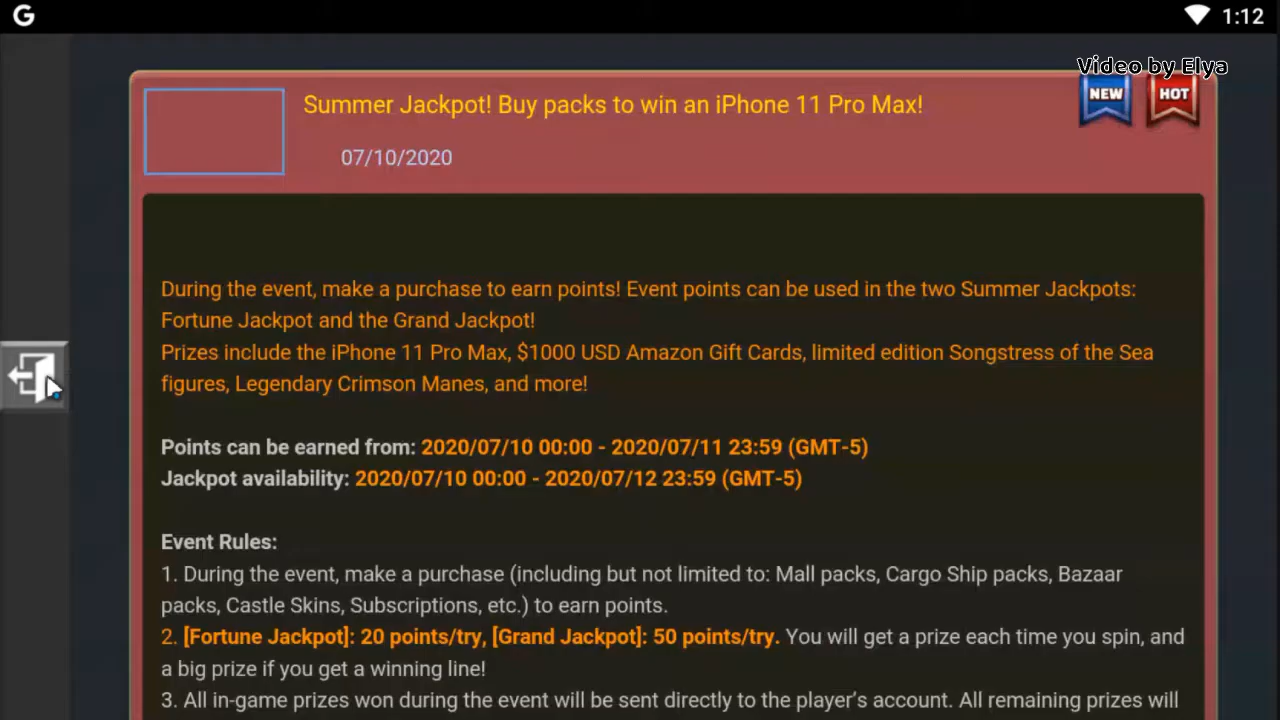 G
1:12
Video by Elya
Summer Jackpot! Buy packs to win an iPhone 11 Pro Max!
NEW
HOT
07/10/2020
During the event, make a purchase to earn points! Event points can be used in the two Summer Jackpots:
Fortune Jackpot and the Grand Jackpot!
Prizes include the iPhone 11 Pro Max, $1000 USD Amazon Gift Cards, limited edition Songstress of the Sea
figures, Legendary Crimson Manes, and more!
Points can be earned from: 2020/07/10 00:00 - 2020/07/11 23:59 (GMT-5)
Jackpot availability: 2020/07/10 00:00 - 2020/07/12 23:59 (GMT-5)
Event Rules:
1. During the event, make a purchase (including but not limited to: Mall packs, Cargo Ship packs, Bazaar
packs, Castle Skins, Subscriptions, etc.) to earn points.
2. [Fortune Jackpot]: 20 points/try, [Grand Jackpot]: 50 points/try. You will get a prize each time you spin, and
a big prize if you get a winning line!
3. All in-game prizes won during the event will be sent directly to the player’s account. All remaining prizes will